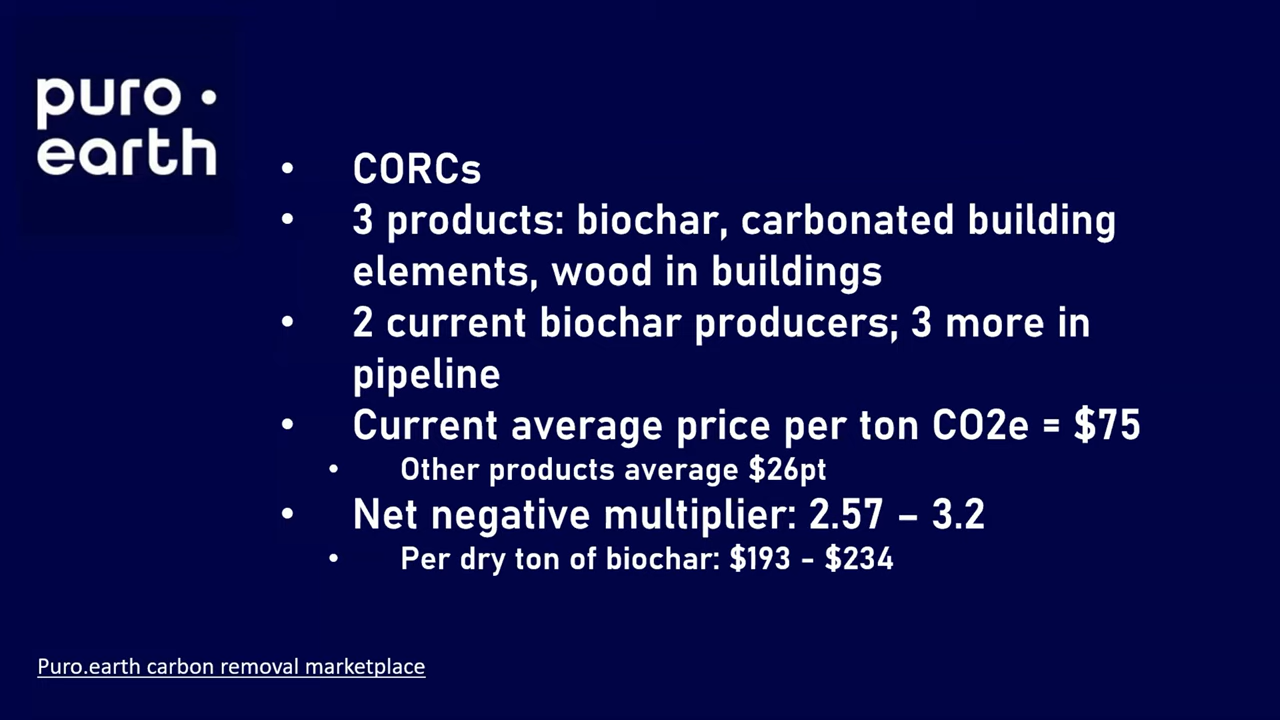 puro •
earth
• CORCs
• 3 products: biochar, carbonated building
elements, wood in buildings
• 2 current biochar producers; 3 more in
pipeline
• Current average price per ton CO2e = $75
• Other products average $26pt
• Net negative multiplier: 2.57 – 3.2
• Per dry ton of biochar: $193 - $234
Puro.earth carbon removal marketplace